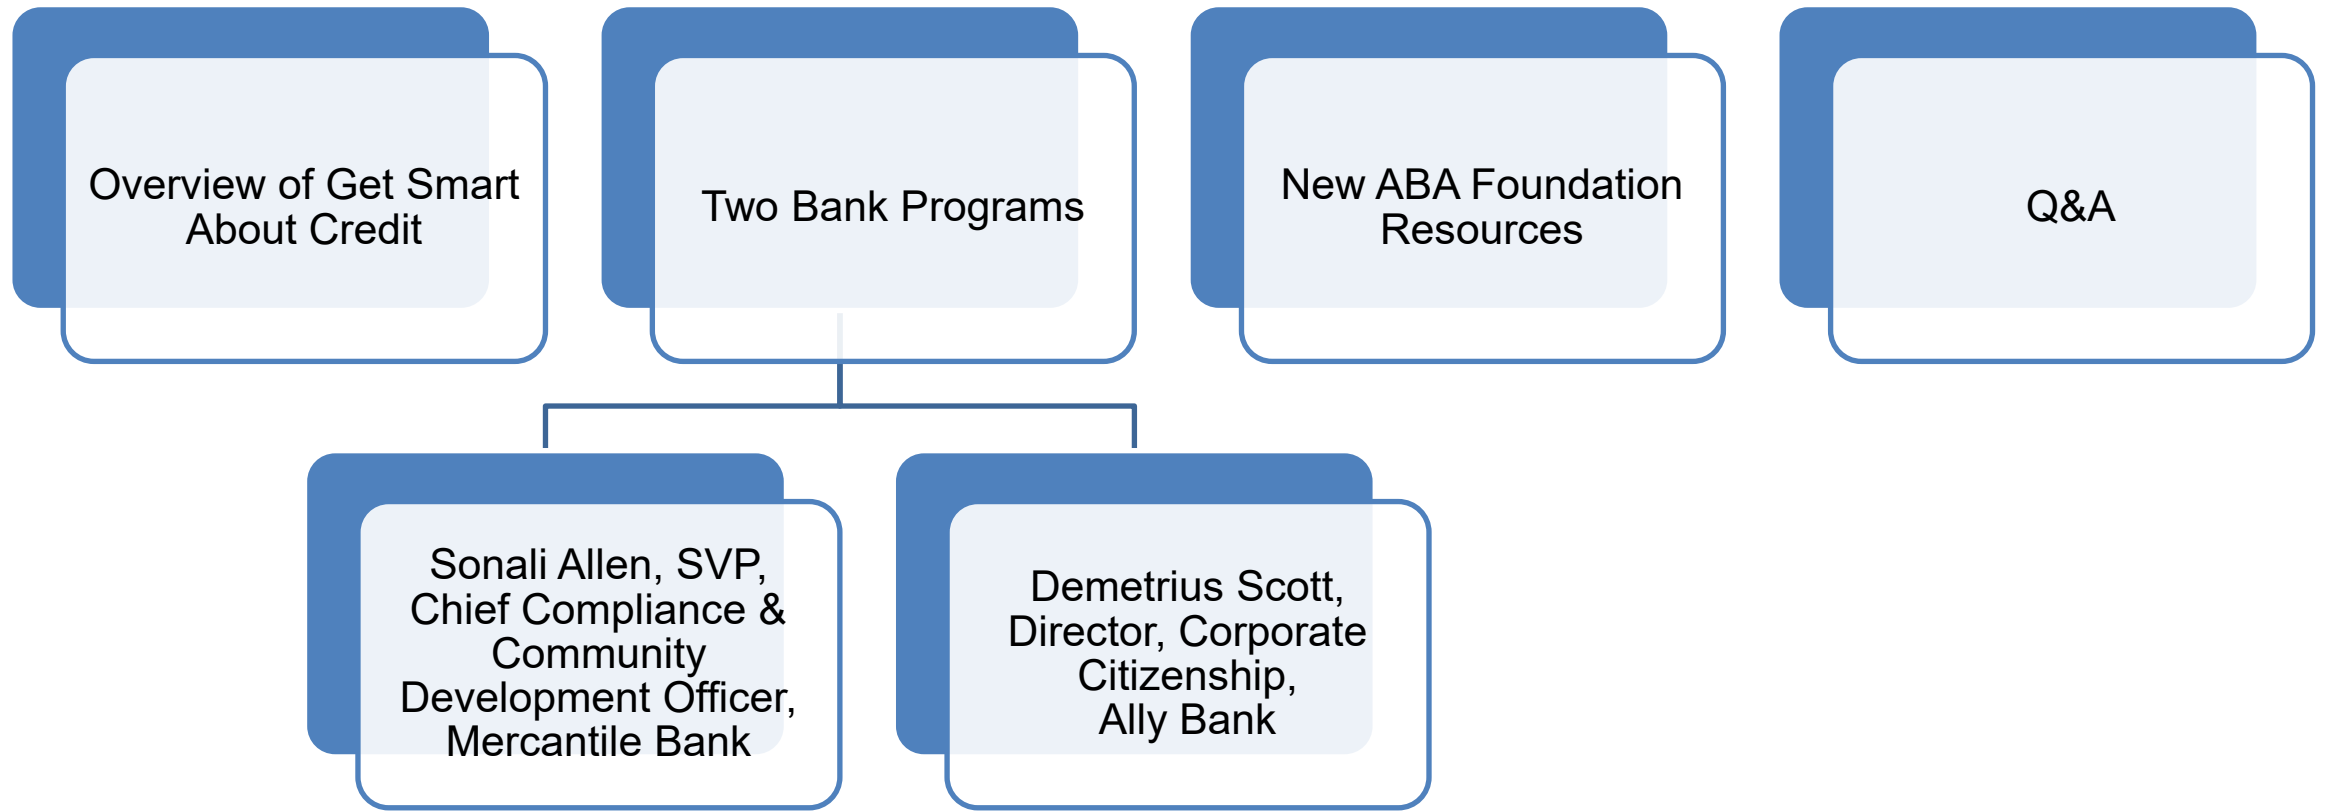 Overview of Get Smart
About Credit
Two Bank Programs
New ABA Foundation
Resources
Q&A
Sonali Allen, SVP,
Chief Compliance &
Community
Development Officer,
Mercantile Bank
Demetrius Scott,
Director, Corporate
Citizenship,
Ally Bank